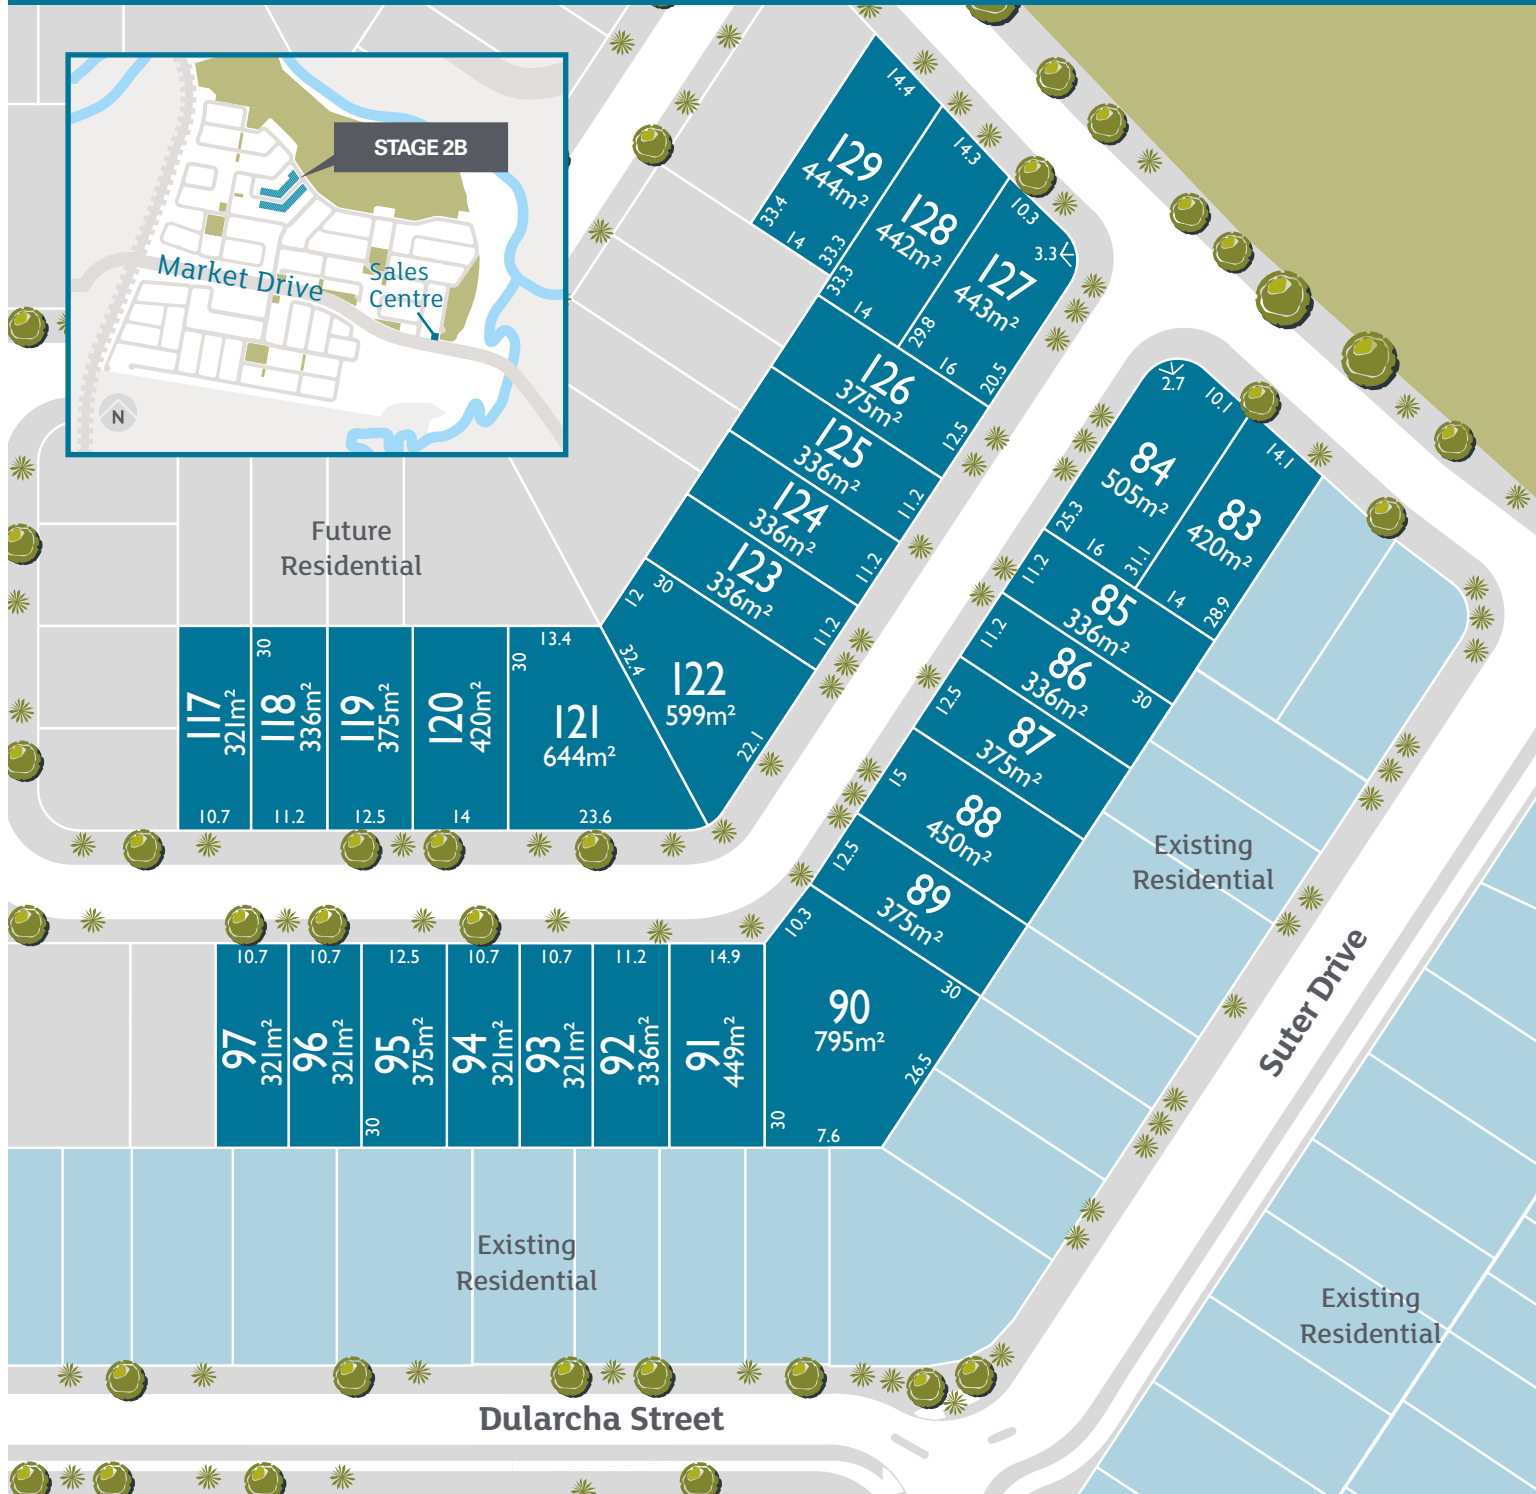 STAGE 2B
Market Drive
Sales
Centre
N
14.4
129
444m²
33.4
14
33.3
14.3
128
442m²
33.3
14
10.3
3.3
127
443m²
29.8
16
20.5
126
375m²
12.5
125
336m²
11.2
124
336m²
11.2
123
336m²
11.2
30
12
32.4
122
599m²
22.1
Future
Residential
117
321m²
10.7
30
118
336m²
11.2
119
375m²
12.5
120
420m²
14
30
13.4
121
644m²
23.6
2.7
10.1
84
505m²
25.3
16
31.1
14.1
83
420m²
14
28.9
11.2
85
336m²
11.2
86
336m²
30
12.5
87
375m²
15
88
450m²
12.5
89
375m²
30
10.3
90
795m²
26.5
30
7.6
10.7
97
321m²
10.7
96
321m²
12.5
95
375m²
30
10.7
94
321m²
10.7
93
321m²
11.2
92
336m²
14.9
91
449m²
Existing
Residential
Suter Drive
Existing
Residential
Existing
Residential
Dularcha Street